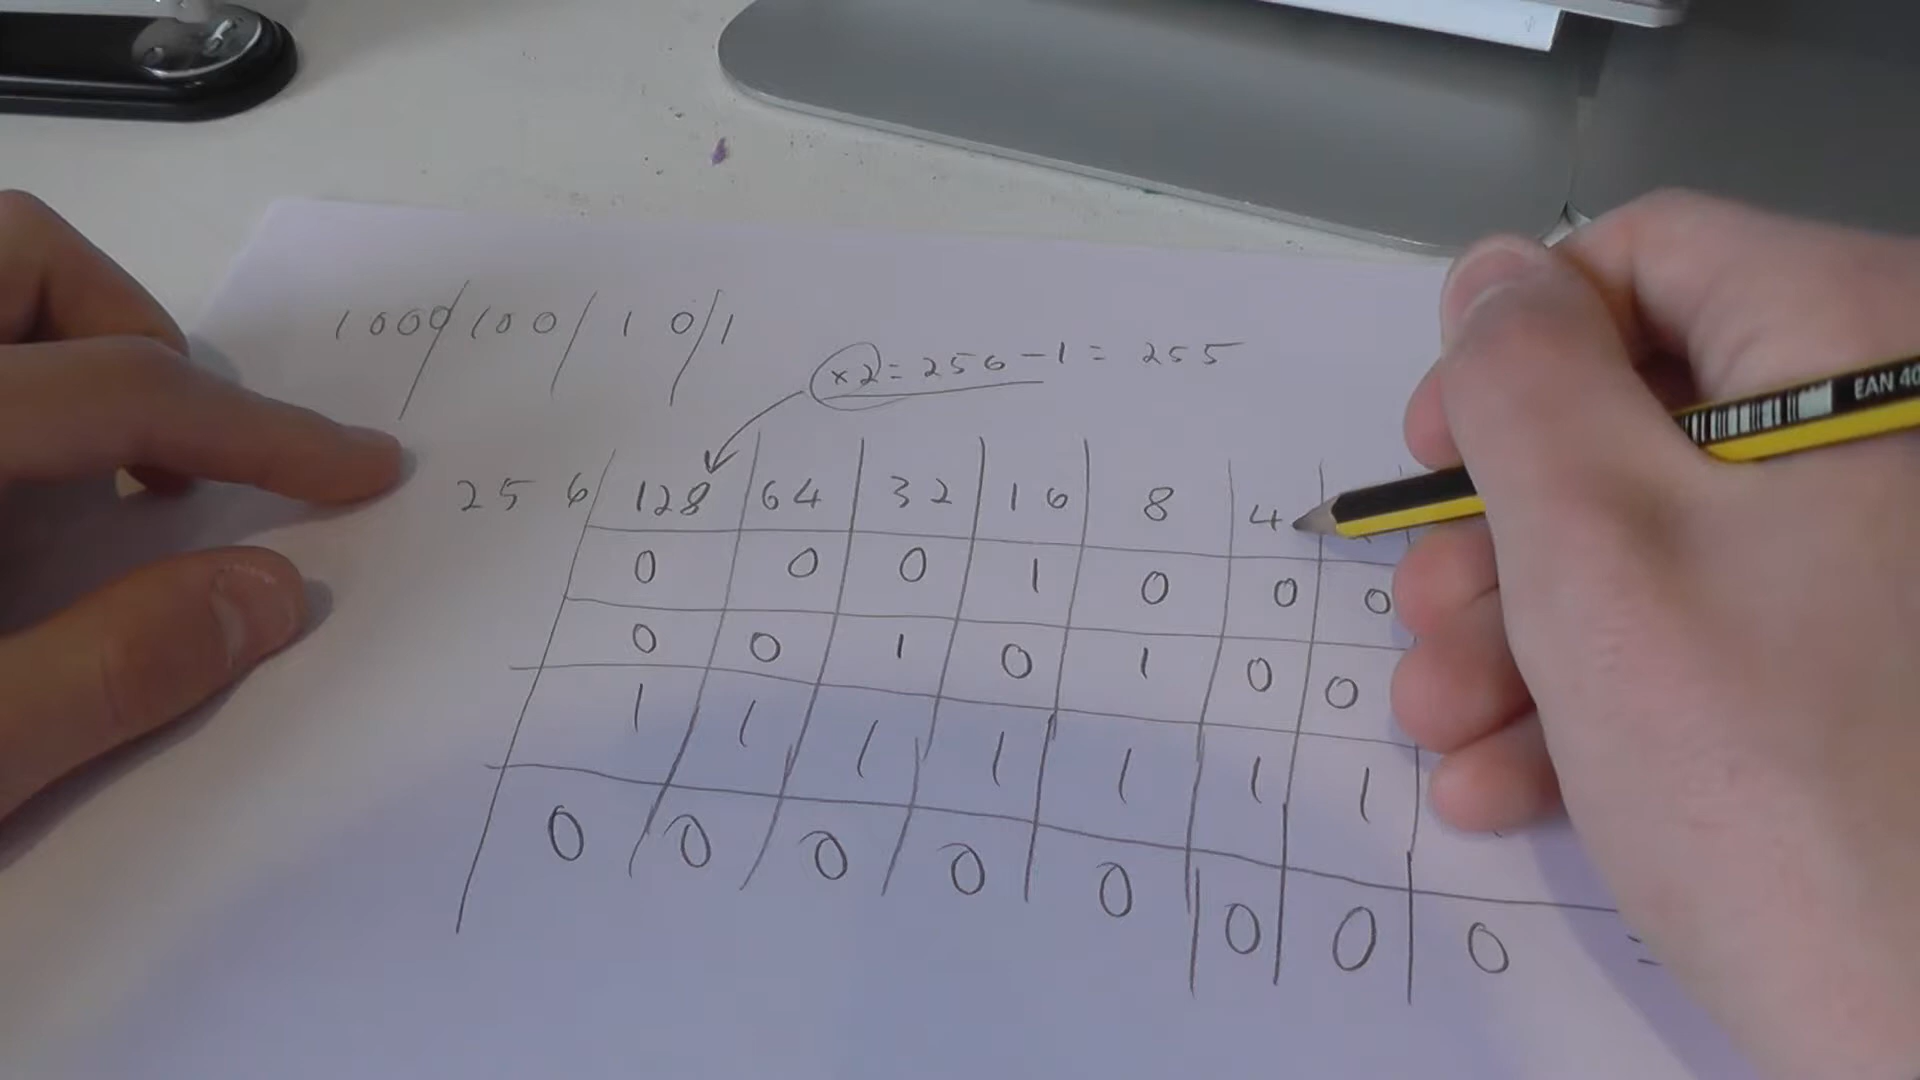 1000/100/10/1
×2 = 256 - 1 = 255
256 128 64 32 16 8 4
0 0 0 1 0 0 0
0 0 1 0 1 0 0
1 1 1 1 1 1 1
0 0 0 0 0 0 0 0 =
EAN 40